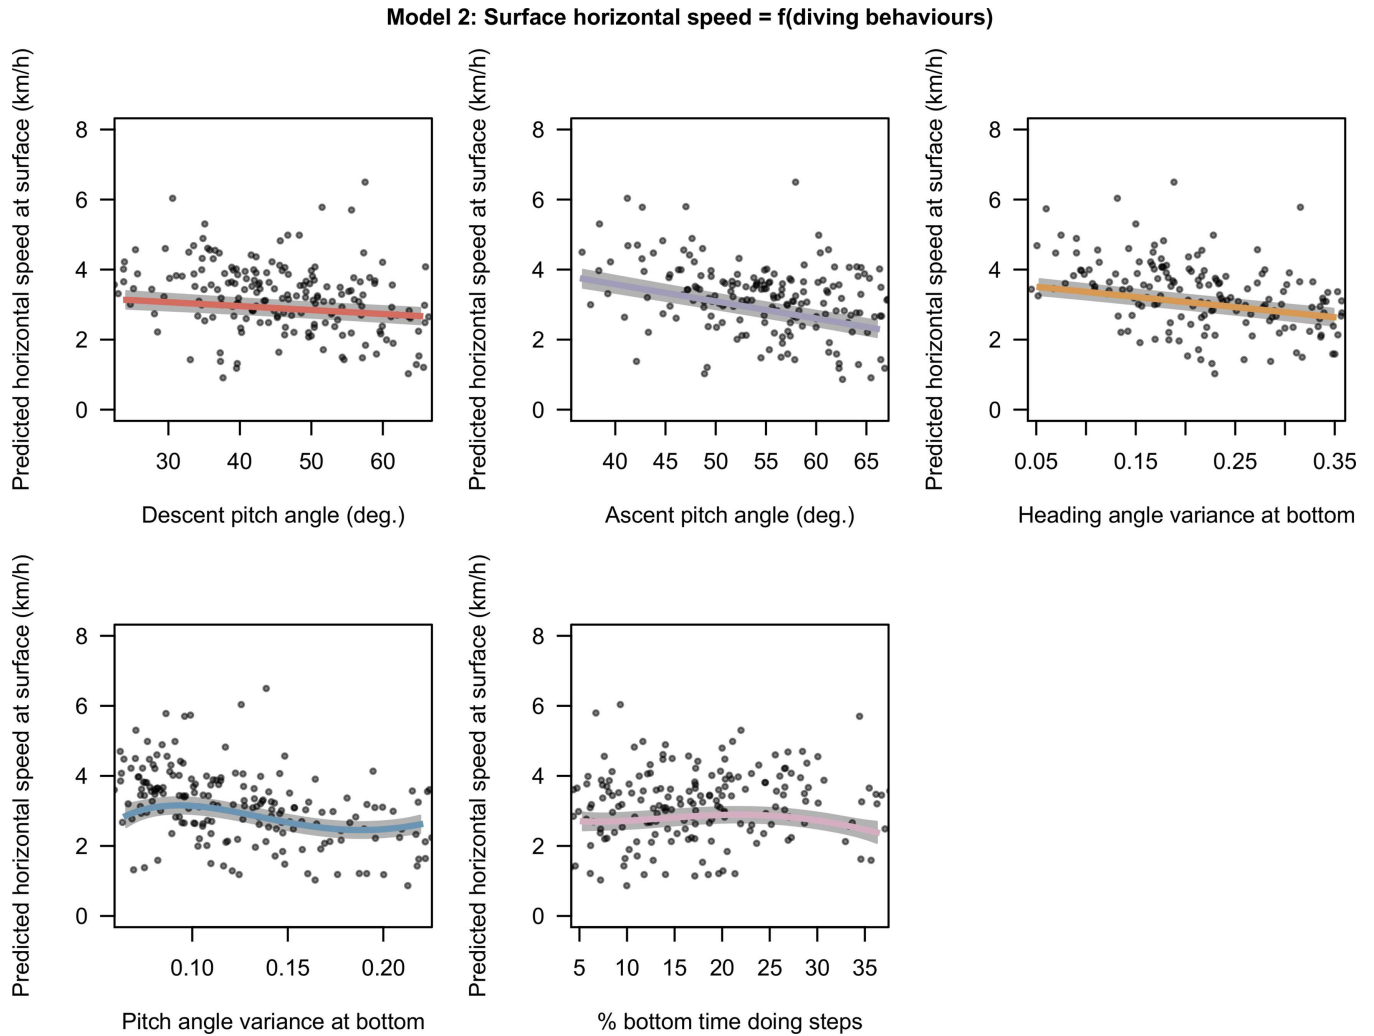 Model 2: Surface horizontal speed = f(diving behaviours)
Predicted horizontal speed at surface (km/h)
8
6
4
2
0
30 40 50 60
Descent pitch angle (deg.)
Predicted horizontal speed at surface (km/h)
8
6
4
2
0
40 45 50 55 60 65
Ascent pitch angle (deg.)
Predicted horizontal speed at surface (km/h)
8
6
4
2
0
0.05 0.15 0.25 0.35
Heading angle variance at bottom
Predicted horizontal speed at surface (km/h)
8
6
4
2
0
0.10 0.15 0.20
Pitch angle variance at bottom
Predicted horizontal speed at surface (km/h)
8
6
4
2
0
5 10 15 20 25 30 35
% bottom time doing steps